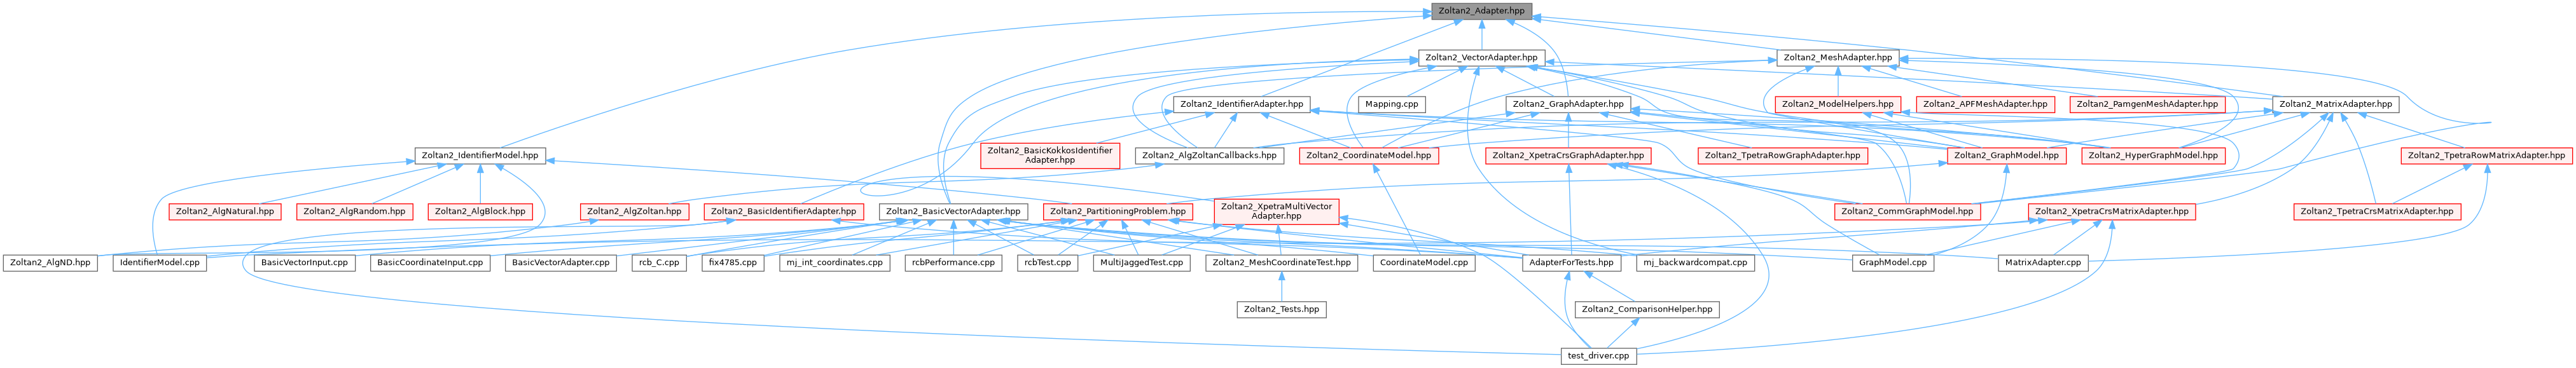 Zoltan2_Adapter.hpp
Zoltan2_VectorAdapter.hpp
Zoltan2_MeshAdapter.hpp
Zoltan2_IdentifierAdapter.hpp
Zoltan2_GraphAdapter.hpp
Mapping.cpp
Zoltan2_ModelHelpers.hpp
Zoltan2_APFMeshAdapter.hpp
Zoltan2_PamgenMeshAdapter.hpp
Zoltan2_MatrixAdapter.hpp
Zoltan2_IdentifierModel.hpp
Zoltan2_BasicKokkosIdentifier
Adapter.hpp
Zoltan2_AlgZoltanCallbacks.hpp
Zoltan2_CoordinateModel.hpp
Zoltan2_XpetraCrsGraphAdapter.hpp
Zoltan2_TpetraRowGraphAdapter.hpp
Zoltan2_GraphModel.hpp
Zoltan2_HyperGraphModel.hpp
Zoltan2_TpetraRowMatrixAdapter.hpp
Zoltan2_AlgNatural.hpp
Zoltan2_AlgRandom.hpp
Zoltan2_AlgBlock.hpp
Zoltan2_AlgZoltan.hpp
Zoltan2_BasicIdentifierAdapter.hpp
Zoltan2_BasicVectorAdapter.hpp
Zoltan2_PartitioningProblem.hpp
Zoltan2_XpetraMultiVector
Adapter.hpp
Zoltan2_CommGraphModel.hpp
Zoltan2_XpetraCrsMatrixAdapter.hpp
Zoltan2_TpetraCrsMatrixAdapter.hpp
Zoltan2_AlgND.hpp
IdentifierModel.cpp
BasicVectorInput.cpp
BasicCoordinateInput.cpp
BasicVectorAdapter.cpp
rcb_C.cpp
fix4785.cpp
mj_int_coordinates.cpp
rcbPerformance.cpp
rcbTest.cpp
MultiJaggedTest.cpp
Zoltan2_MeshCoordinateTest.hpp
CoordinateModel.cpp
AdapterForTests.hpp
mj_backwardcompat.cpp
GraphModel.cpp
MatrixAdapter.cpp
Zoltan2_Tests.hpp
Zoltan2_ComparisonHelper.hpp
test_driver.cpp